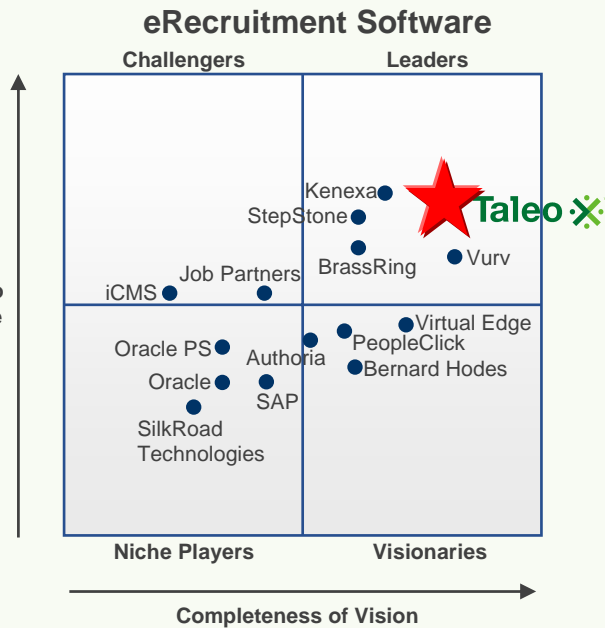 eRecruitment Software
Challengers
Leaders
Kenexa
StepStone
Taleo
BrassRing
Vurv
Job Partners
iCMS
Virtual Edge
PeopleClick
Oracle PS
Authoria
Bernard Hodes
Oracle
SAP
SilkRoad
Technologies
Niche Players
Visionaries
Completeness of Vision